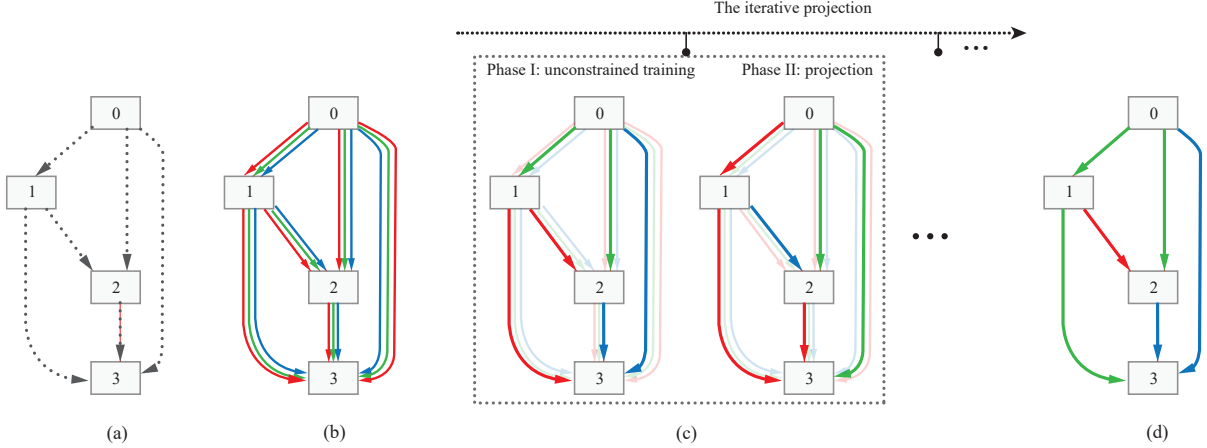 The iterative projection
Phase I: unconstrained training
Phase II: projection
0
1
2
3
(a)
0
1
2
3
(b)
0
1
2
3
0
1
2
3
(c)
0
1
2
3
(d)